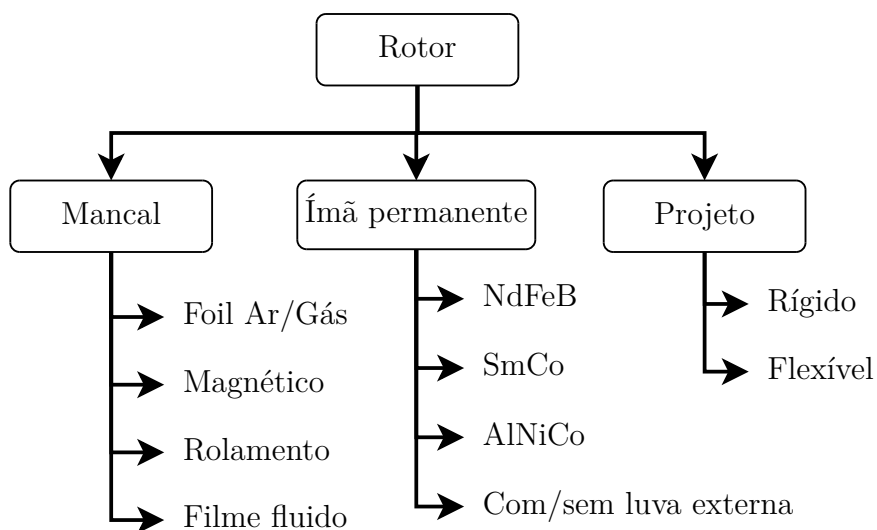 Rotor
Mancal
Ímã permanente
Projeto
Foil Ar/Gás
Magnético
Rolamento
Filme fluido
NdFeB
SmCo
AlNiCo
Com/sem luva externa
Rígido
Flexível